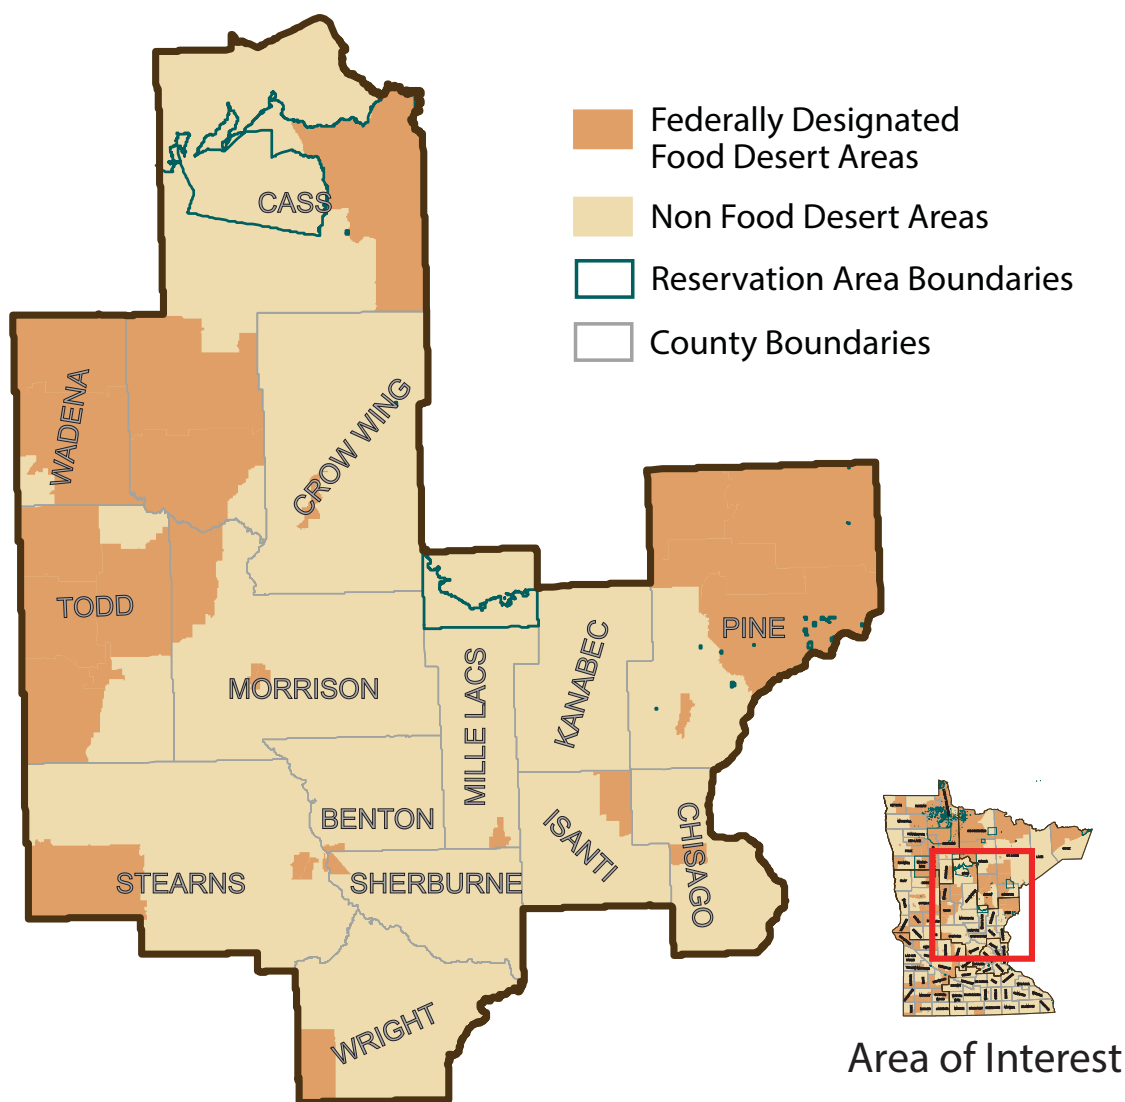 Federally Designated
Food Desert Areas
Non Food Desert Areas
Reservation Area Boundaries
County Boundaries
CASS
WADENA
CROW WING
TODD
PINE
MORRISON
MILLE LACS
KANABEC
BENTON
ISANTI
CHISAGO
STEARNS
SHERBURNE
WRIGHT
Area of Interest